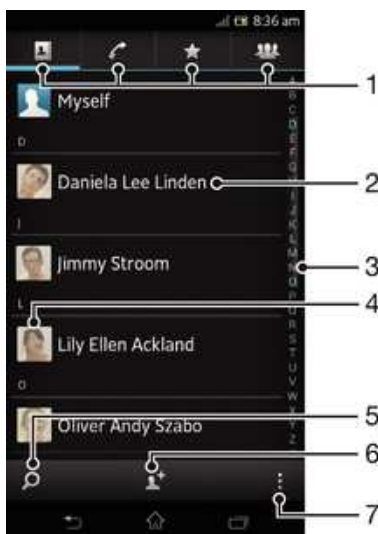 8:36 am
1
Myself
D
Daniela Lee Linden
2
J
Jimmy Stroom
3
L
4
Lily Ellen Ackland
O
Oliver Andy Szabo
5
6
7
A
B
C
D
E
F
G
H
I
J
K
L
M
N
O
P
Q
R
S
T
U
V
W
X
Y
Z